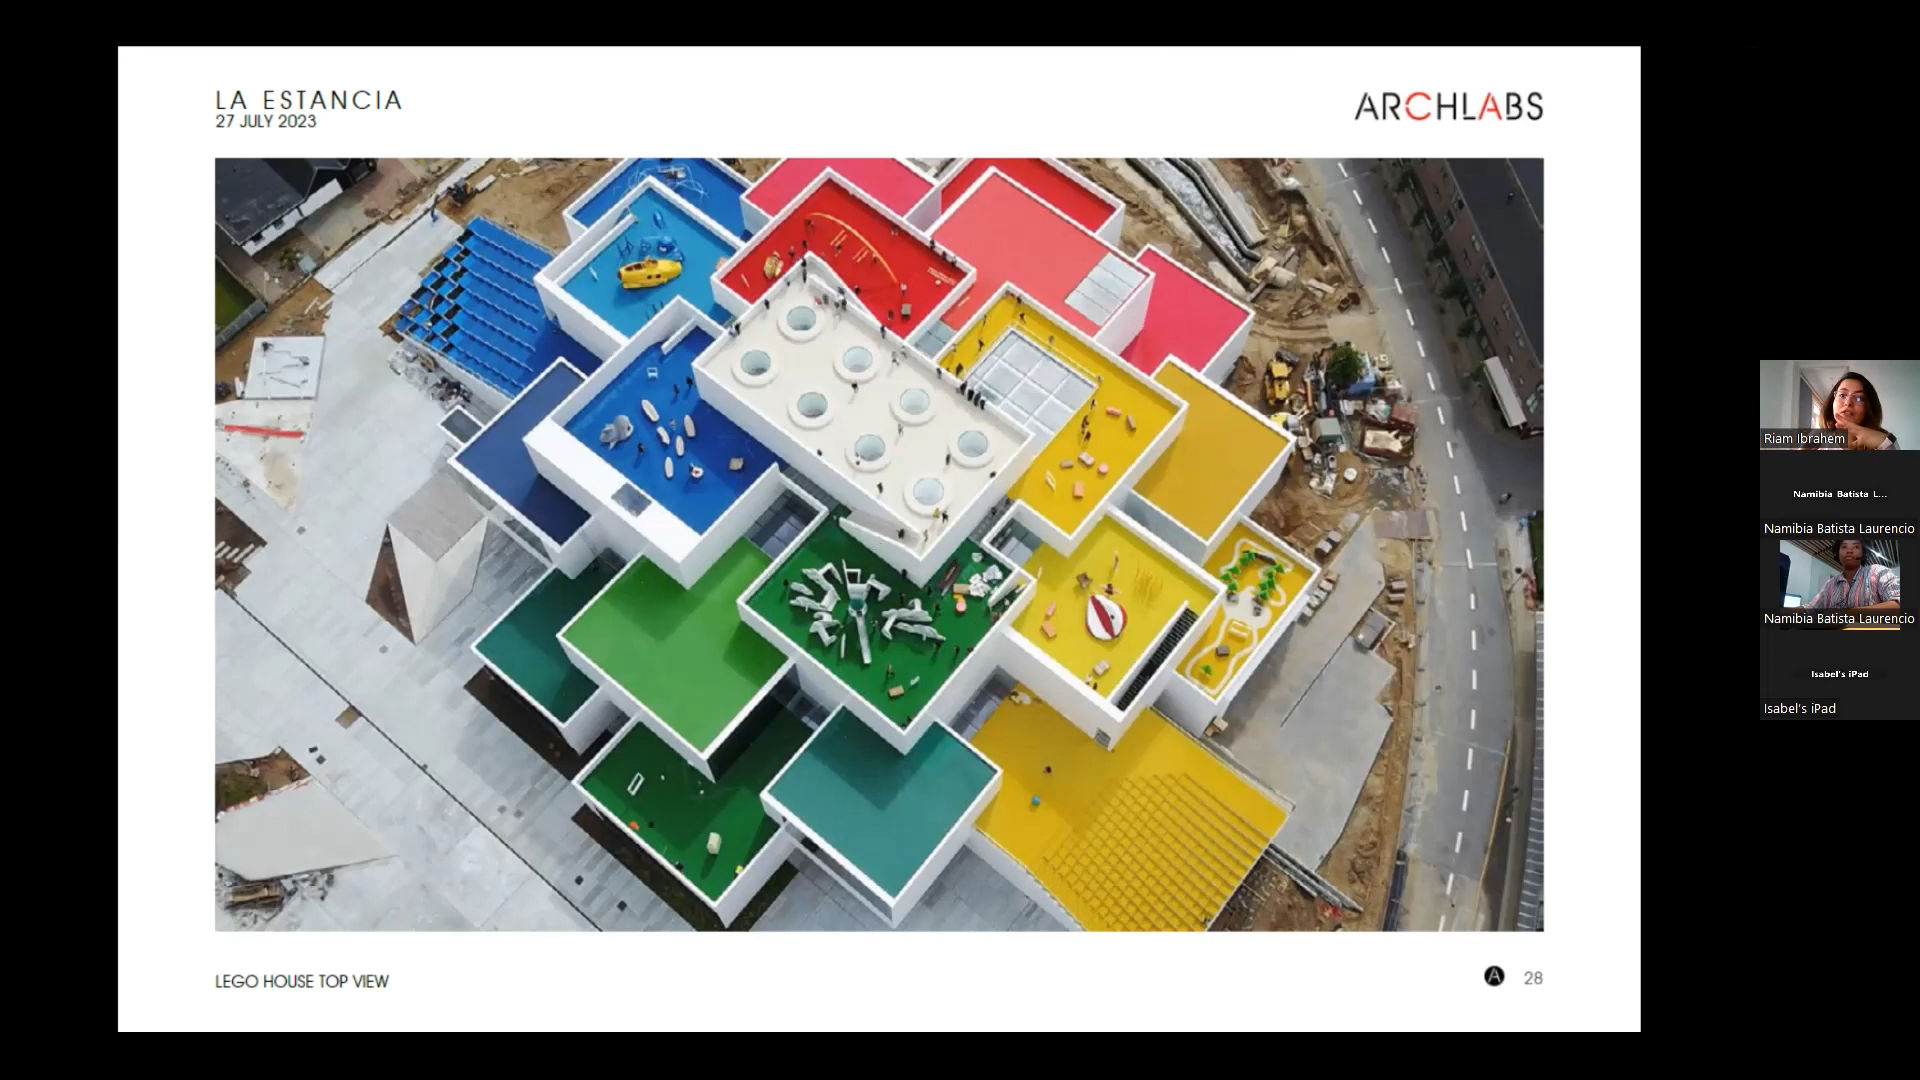 LA ESTANCIA
27 JULY 2023
ARCHLABS
LEGO HOUSE TOP VIEW
A
28
Riam Ibrahem
Namibia Batista L...
Namibia Batista Laurencio
Namibia Batista Laurencio
Isabel's iPad
Isabel's iPad